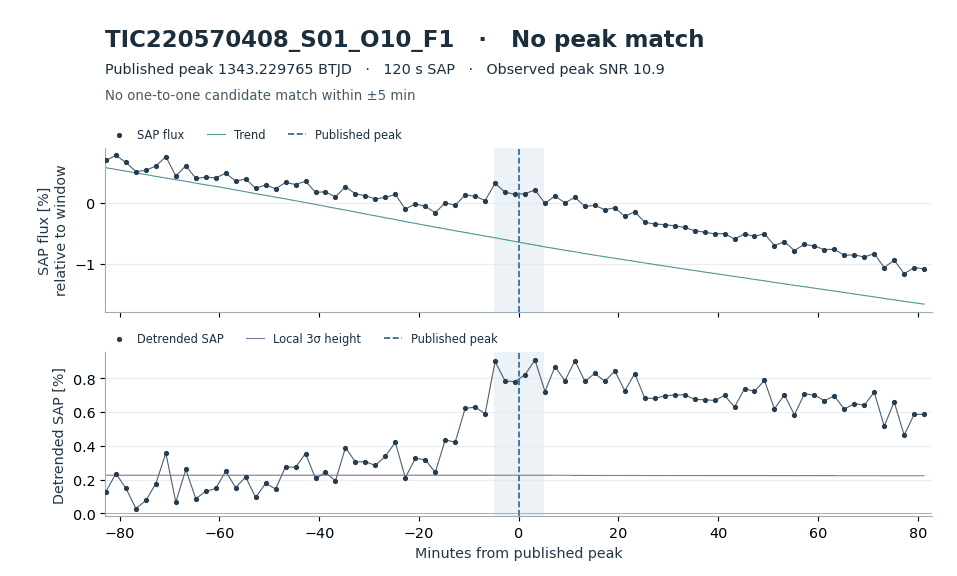 TIC220570408_S01_O10_F1 · No peak match
Published peak 1343.229765 BTJD · 120 s SAP · Observed peak SNR 10.9
No one-to-one candidate match within ±5 min
SAP flux Trend Published peak
SAP flux [%]
relative to window
0
−1
Detrended SAP Local 3σ height Published peak
Detrended SAP [%]
0.8
0.6
0.4
0.2
0.0
−80 −60 −40 −20 0 20 40 60 80
Minutes from published peak